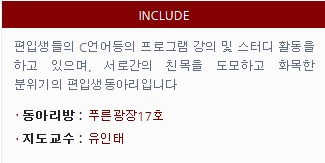 INCLUDE
편입생들의 C언어등의 프로그램 강의 및 스터디 활동을
하고 있으며, 서로간의 친목을 도모하고 화목한
분위기의 편입생동아리입니다
· 동아리방 : 푸른광장17호
· 지도교수 : 유인태